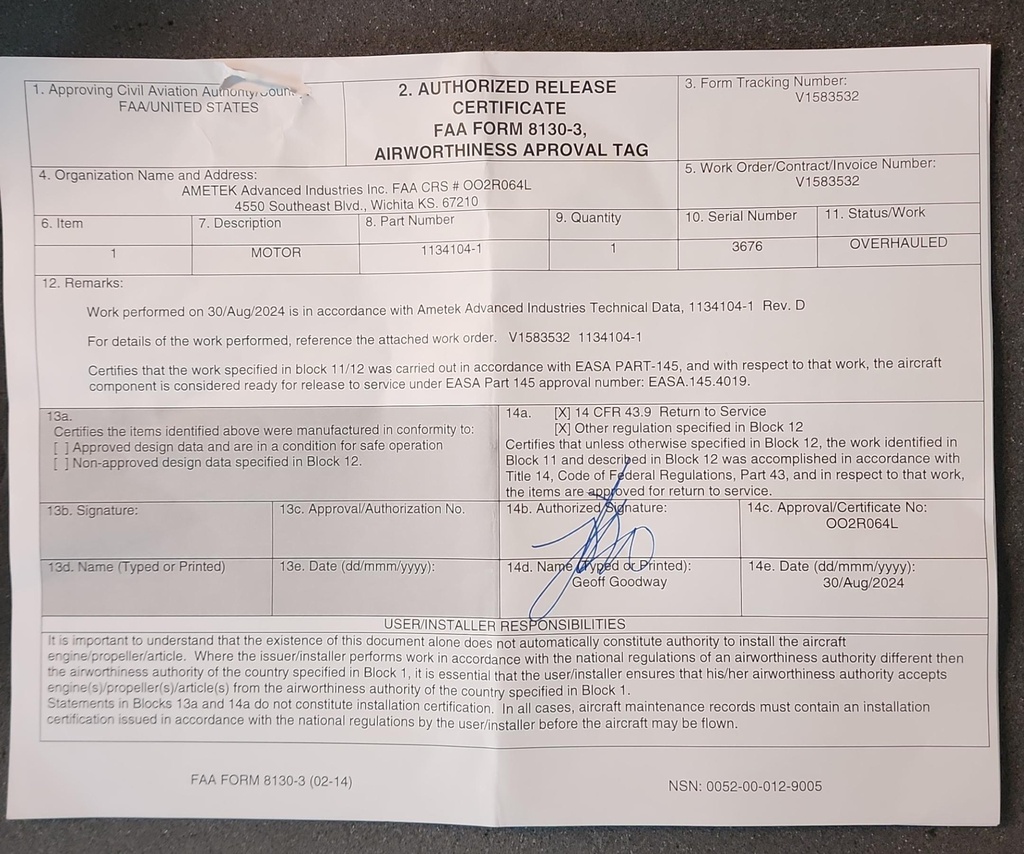 1. Approving Civil Aviation Authority/Coun
FAA/UNITED STATES
2. AUTHORIZED RELEASE
CERTIFICATE
FAA FORM 8130-3,
AIRWORTHINESS APROVAL TAG
3. Form Tracking Number:
V1583532
4. Organization Name and Address:
AMETEK Advanced Industries Inc. FAA CRS # OO2R064L
4550 Southeast Blvd., Wichita KS. 67210
5. Work Order/Contract/Invoice Number:
V1583532
6. Item
7. Description
8. Part Number
9. Quantity
10. Serial Number
11. Status/Work
1
MOTOR
1134104-1
1
3676
OVERHAULED
12. Remarks:
Work performed on 30/Aug/2024 is in accordance with Ametek Advanced Industries Technical Data, 1134104-1 Rev. D
For details of the work performed, reference the attached work order. V1583532 1134104-1
Certifies that the work specified in block 11/12 was carried out in accordance with EASA PART-145, and with respect to that work, the aircraft
component is considered ready for release to service under EASA Part 145 approval number: EASA.145.4019.
13a.
Certifies the items identified above were manufactured in conformity to:
[ ] Approved design data and are in a condition for safe operation
[ ] Non-approved design data specified in Block 12.
14a. [X] 14 CFR 43.9 Return to Service
[X] Other regulation specified in Block 12
Certifies that unless otherwise specified in Block 12, the work identified in
Block 11 and described in Block 12 was accomplished in accordance with
Title 14, Code of Federal Regulations, Part 43, and in respect to that work,
the items are approved for return to service.
13b. Signature:
13c. Approval/Authorization No.
14b. Authorized Signature:
14c. Approval/Certificate No:
OO2R064L
13d. Name (Typed or Printed)
13e. Date (dd/mmm/yyyy):
14d. Name (Typed or Printed):
Geoff Goodway
14e. Date (dd/mmm/yyyy):
30/Aug/2024
USER/INSTALLER RESPONSIBILITIES
It is important to understand that the existence of this document alone does not automatically constitute authority to install the aircraft
engine/propeller/article. Where the issuer/installer performs work in accordance with the national regulations of an airworthiness authority different then
the airworthiness authority of the country specified in Block 1, it is essential that the user/installer ensures that his/her airworthiness authority accepts
engine(s)/propeller(s)/article(s) from the airworthiness authority of the country specified in Block 1.
Statements in Blocks 13a and 14a do not constitute installation certification. In all cases, aircraft maintenance records must contain an installation
certification issued in accordance with the national regulations by the user/installer before the aircraft may be flown.
FAA FORM 8130-3 (02-14)
NSN: 0052-00-012-9005